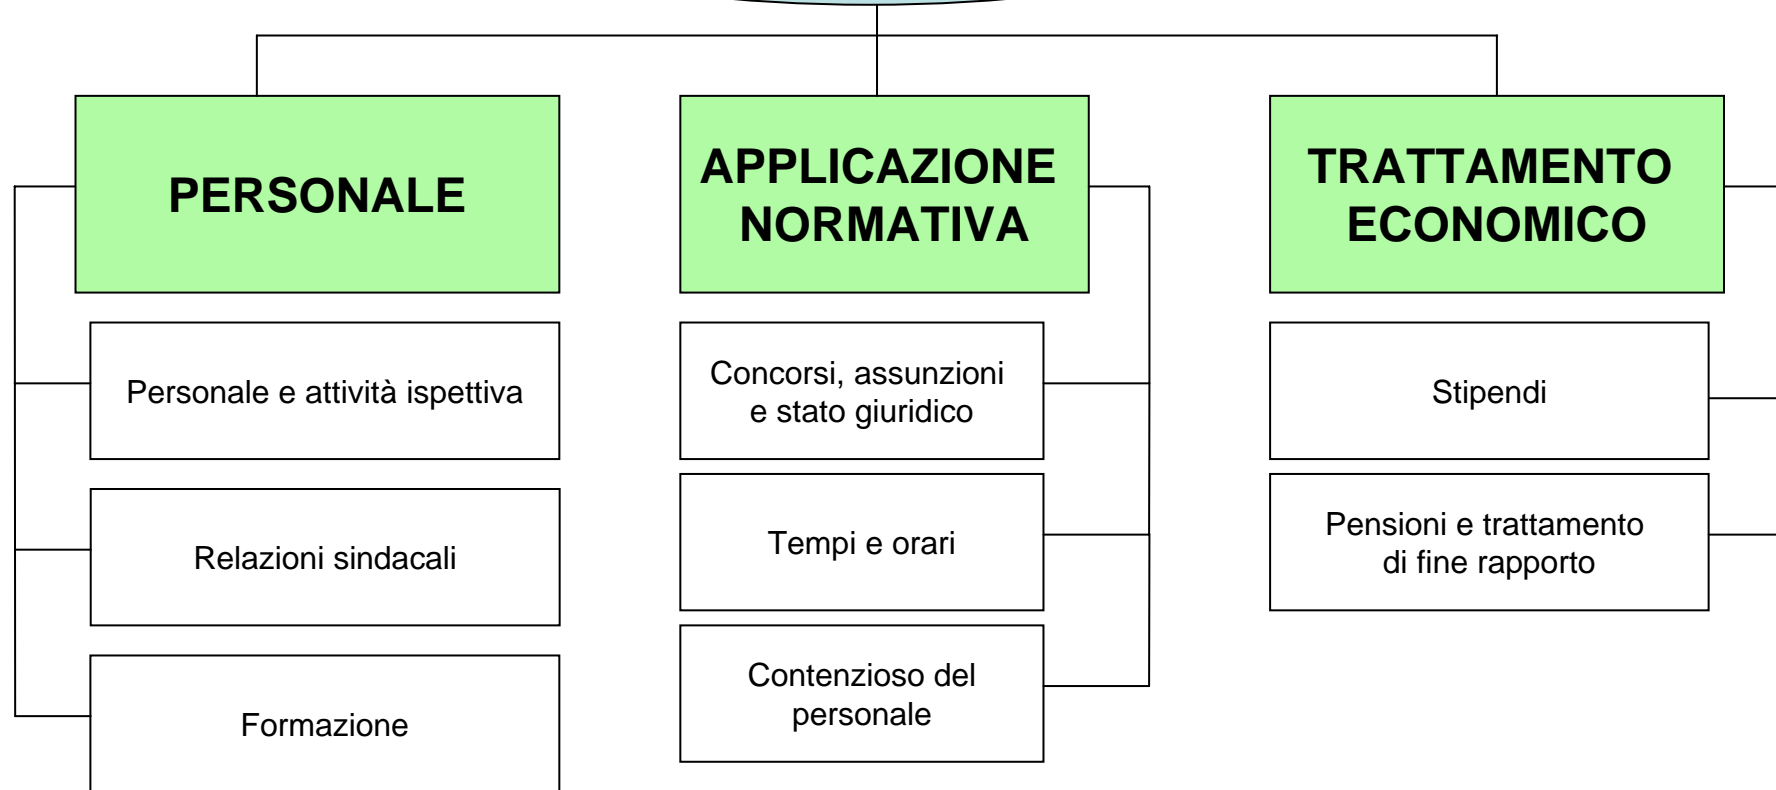 PERSONALE
Personale e attività ispettiva
Relazioni sindacali
Formazione
APPLICAZIONE
NORMATIVA
Concorsi, assunzioni
e stato giuridico
Tempi e orari
Contenzioso del
personale
TRATTAMENTO
ECONOMICO
Stipendi
Pensioni e trattamento
di fine rapporto